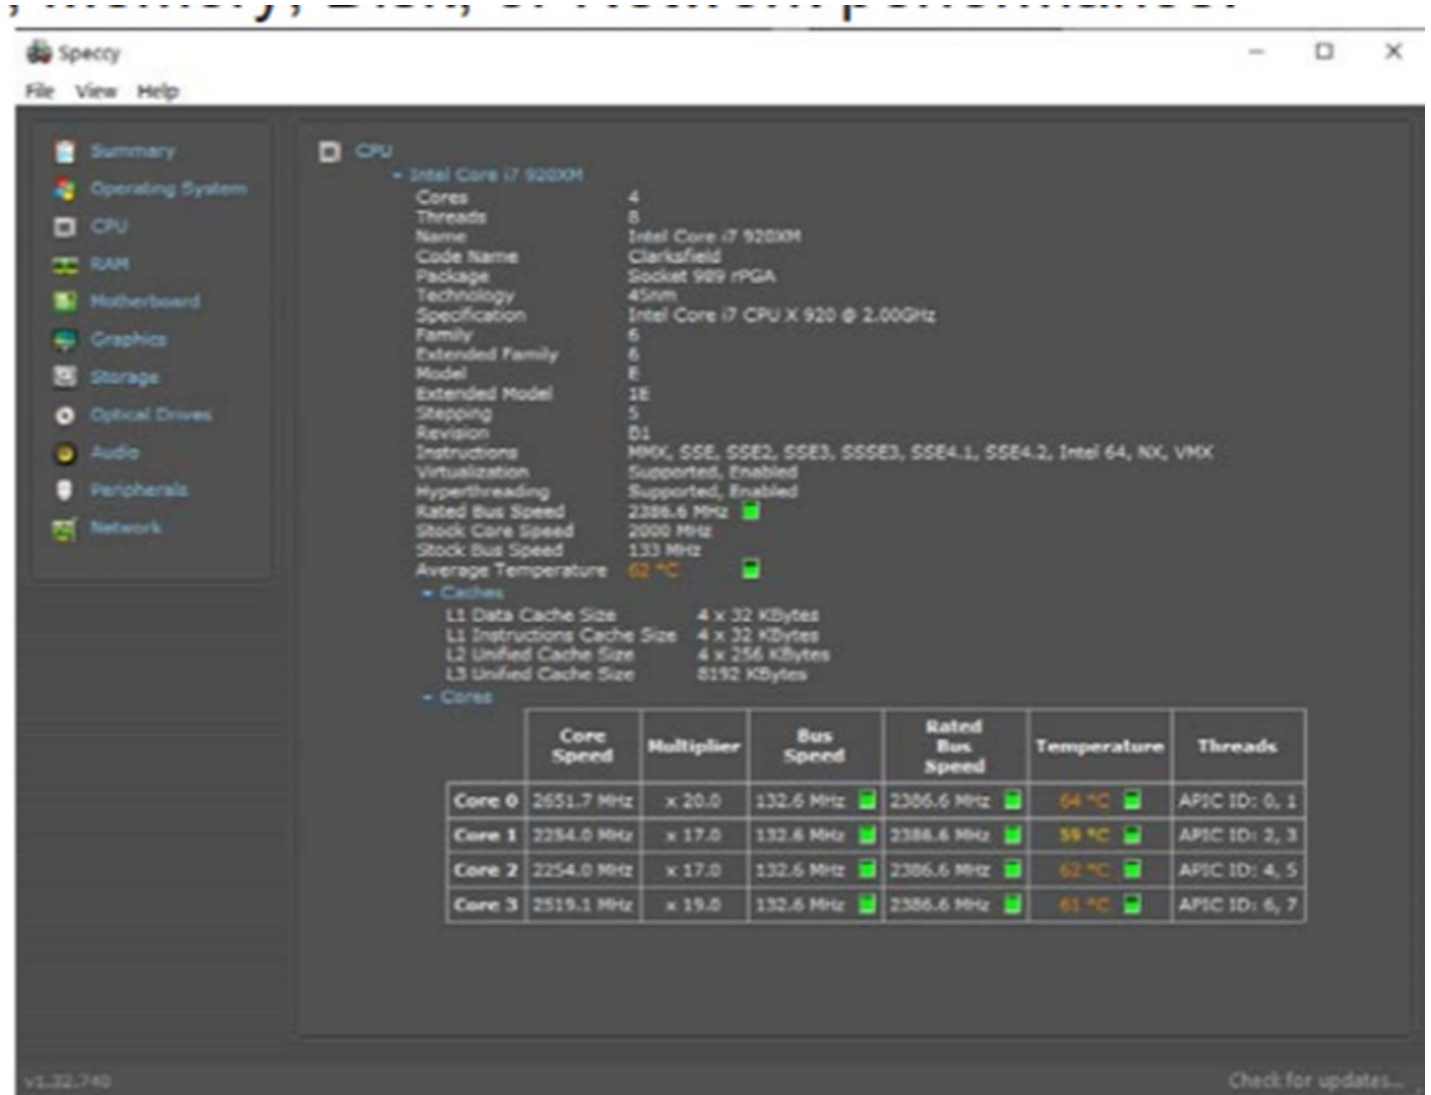 Speccy
File View Help
Summary
Operating System
CPU
RAM
Motherboard
Graphics
Storage
Optical Drives
Audio
Peripherals
Network
CPU
Intel Core i7 920XM
Cores 4
Threads 8
Name Intel Core i7 920XM
Code Name Clarksfield
Package Socket 989 rPGA
Technology 45nm
Specification Intel Core i7 CPU X 920 @ 2.00GHz
Family 6
Extended Family 6
Model E
Extended Model 1E
Stepping 5
Revision B1
Instructions MMX, SSE, SSE2, SSE3, SSSE3, SSE4.1, SSE4.2, Intel 64, NX, VMX
Virtualization Supported, Enabled
Hyperthreading Supported, Enabled
Rated Bus Speed 2386.6 MHz
Stock Core Speed 2000 MHz
Stock Bus Speed 133 MHz
Average Temperature 62 °C
Caches
L1 Data Cache Size 4 x 32 KBytes
L1 Instructions Cache Size 4 x 32 KBytes
L2 Unified Cache Size 4 x 256 KBytes
L3 Unified Cache Size 8192 KBytes
Cores
Core Speed Multiplier Bus Speed Rated Bus Speed Temperature Threads
Core 0 2651.7 MHz x 20.0 132.6 MHz 2386.6 MHz 64 °C APIC ID: 0, 1
Core 1 2254.0 MHz x 17.0 132.6 MHz 2386.6 MHz 59 °C APIC ID: 2, 3
Core 2 2254.0 MHz x 17.0 132.6 MHz 2386.6 MHz 62 °C APIC ID: 4, 5
Core 3 2519.1 MHz x 19.0 132.6 MHz 2386.6 MHz 61 °C APIC ID: 6, 7
v1.32.740
Check for updates...